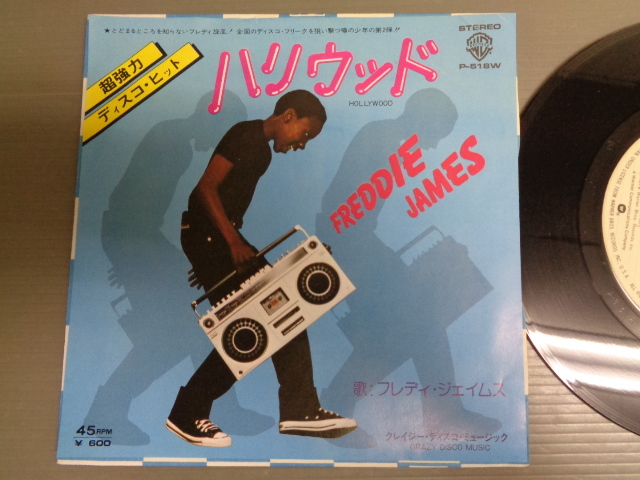 ★とどまるところを知らないフレディ旋風！ 全国のディスコ・フリークを狙い撃つ噂の少年の第2弾!!
STEREO
P-518W
超強力
ディスコ・ヒット
ハリウッド
HOLLYWOOD
FREDDIE
JAMES
歌：フレディ・ジェイムス
クレイジー・ディスコ・ミュージック
CRAZY DISCO MUSIC
45 RPM
￥ 600